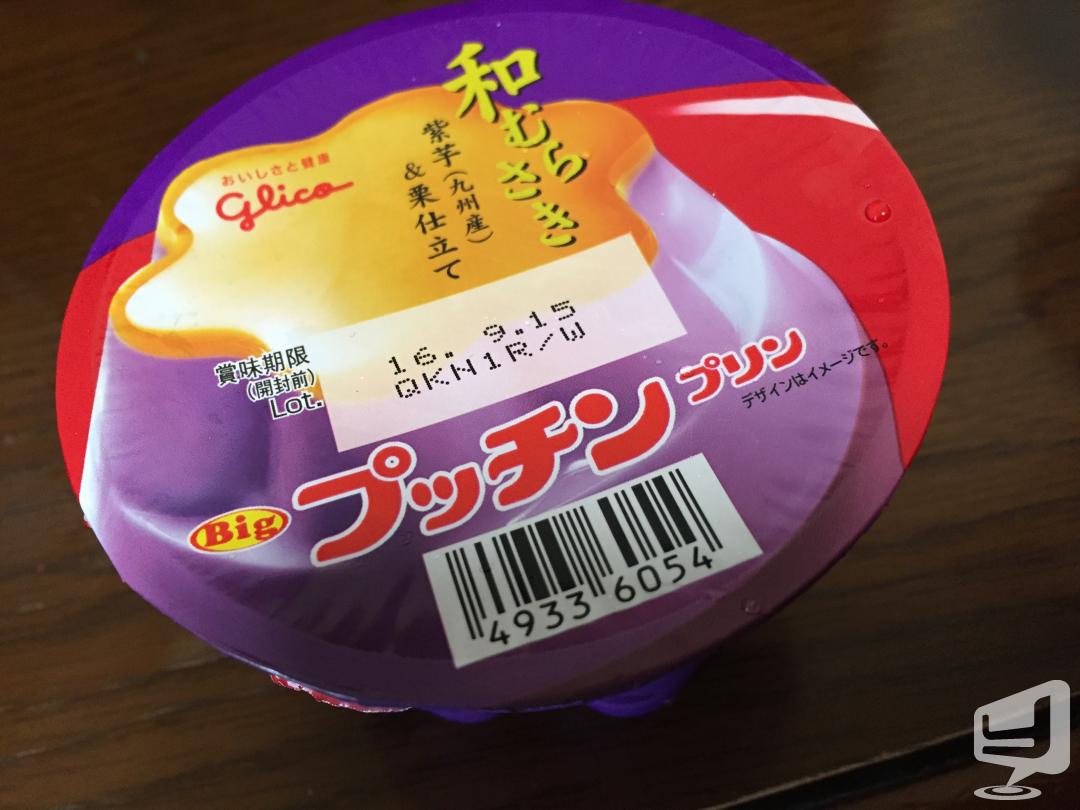 和むらさき
紫芋(九州産)
&栗仕立て
おいしさと健康
Glico
賞味期限
(開封前)
Lot.
16. 9.15
QKN1R/W
Big
プッチンプリン
デザインはイメージです。
4933 6054